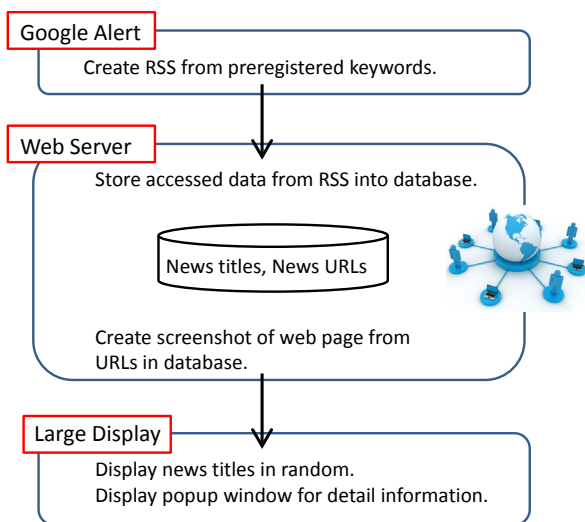 Google Alert
Create RSS from preregistered keywords.
Web Server
Store accessed data from RSS into database.
News titles, News URLs
Create screenshot of web page from
URLs in database.
Large Display
Display news titles in random.
Display popup window for detail information.